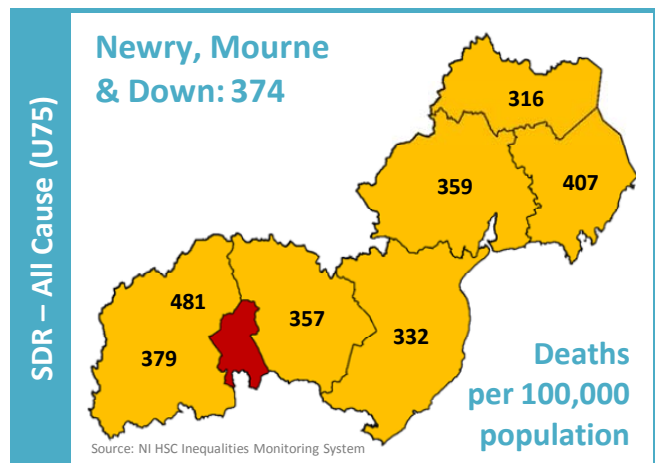 SDR – All Cause (U75)
Newry, Mourne
& Down: 374
316
359
407
481
357
332
379
Deaths
per 100,000
population
Source: NI HSC Inequalities Monitoring System